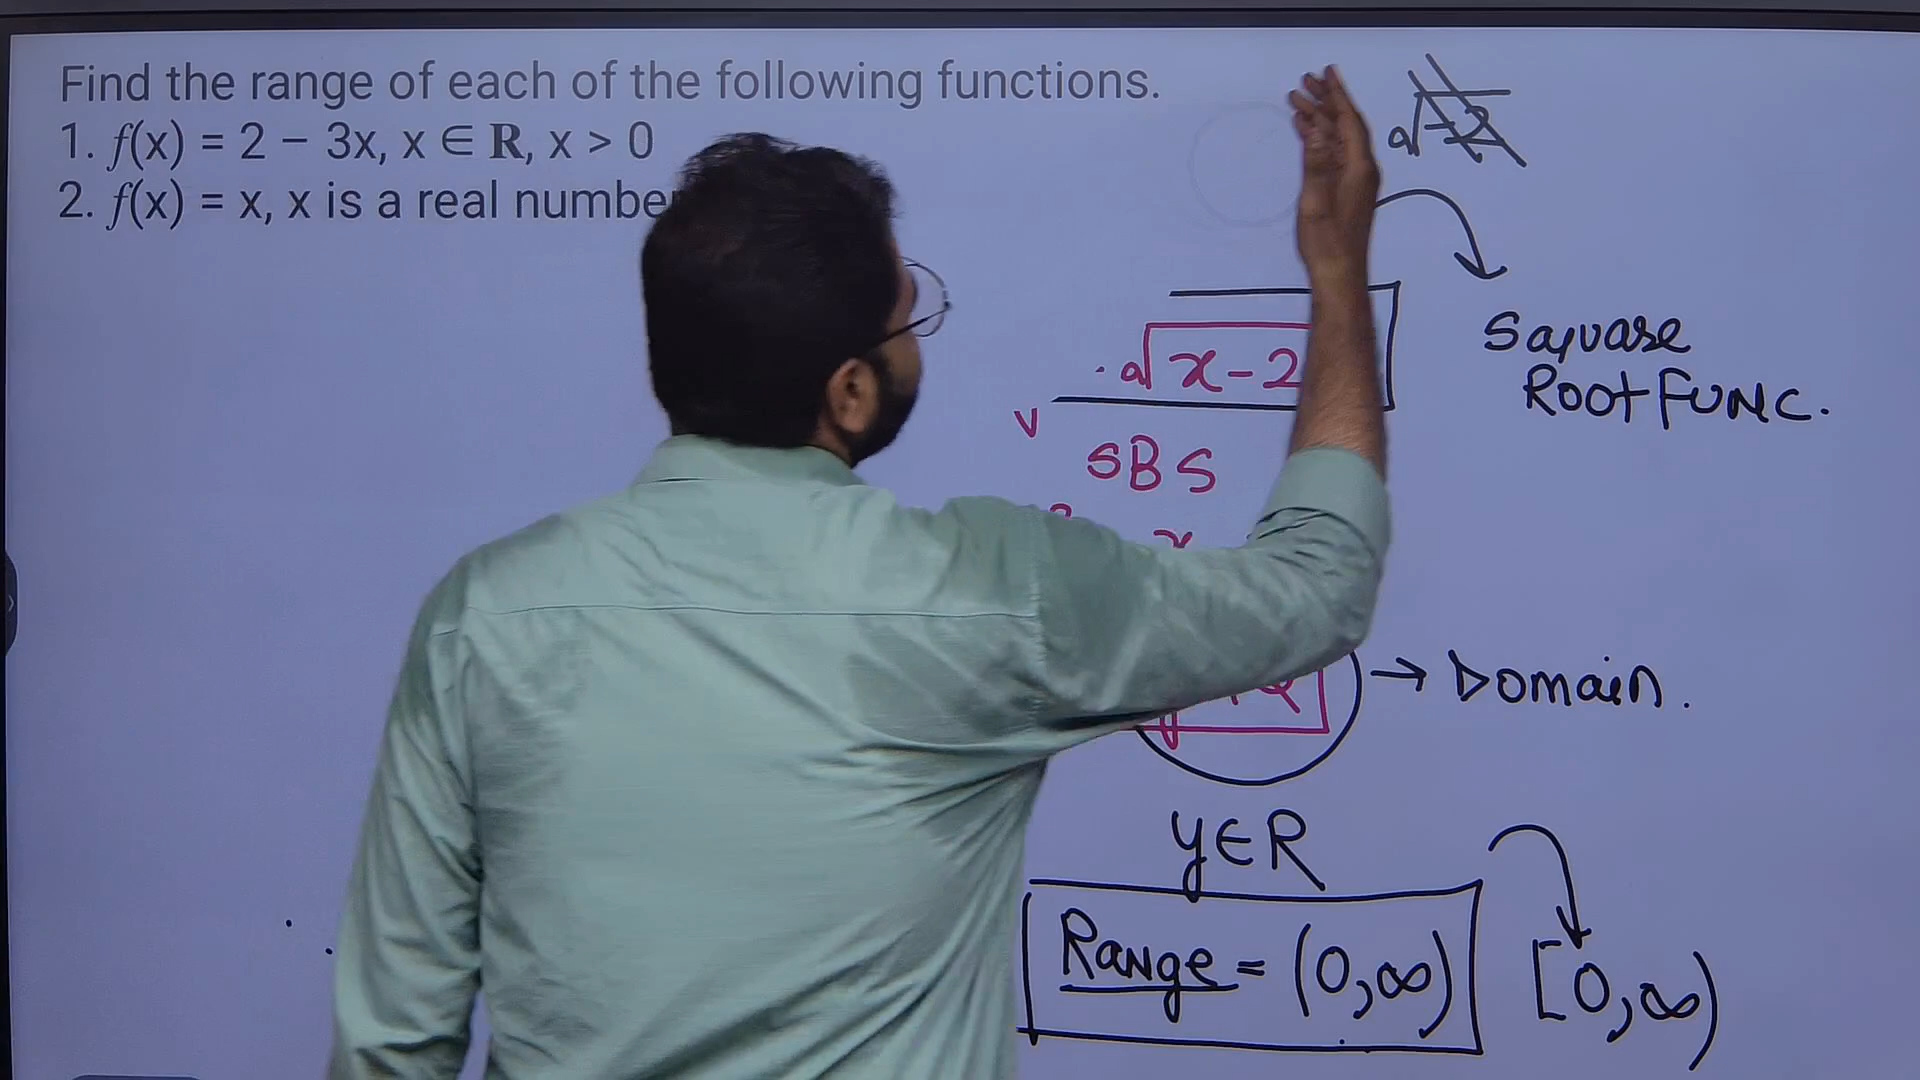 Find the range of each of the following functions.
1. f(x) = 2 – 3x, x ∈ R, x > 0
2. f(x) = x, x is a real
√-2
Square
Root Func.
√x-2
SBS
x
→ Domain.
y∈R
Range = (0,∞)
[0,∞)